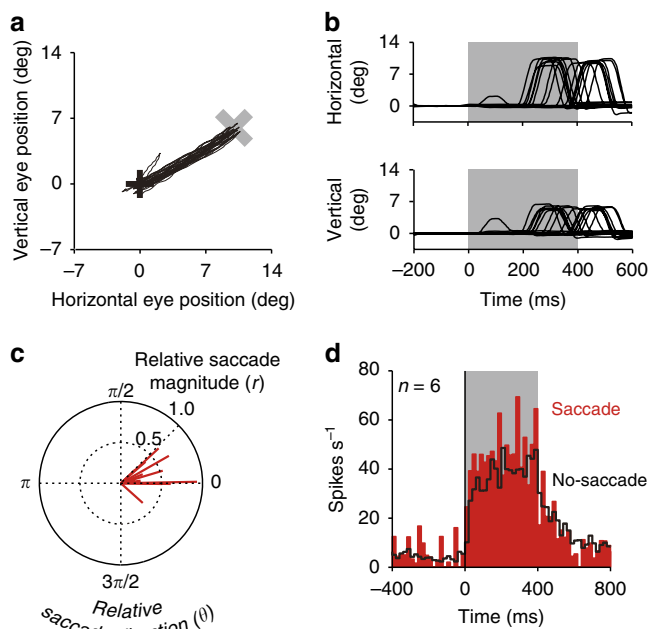 a
14
7
0
−7
Vertical eye position (deg)
−7 0 7 14
Horizontal eye position (deg)
b
14
7
0
Horizontal
(deg)
14
7
0
Vertical
(deg)
−200 0 200 400 600
Time (ms)
c
Relative saccade
magnitude (r)
π/2
1.0
0.5
π
0
3π/2
Relative
(θ)
d
80
60
40
20
0
Spikes s⁻¹
n = 6
Saccade
No-saccade
−400 0 400 800
Time (ms)